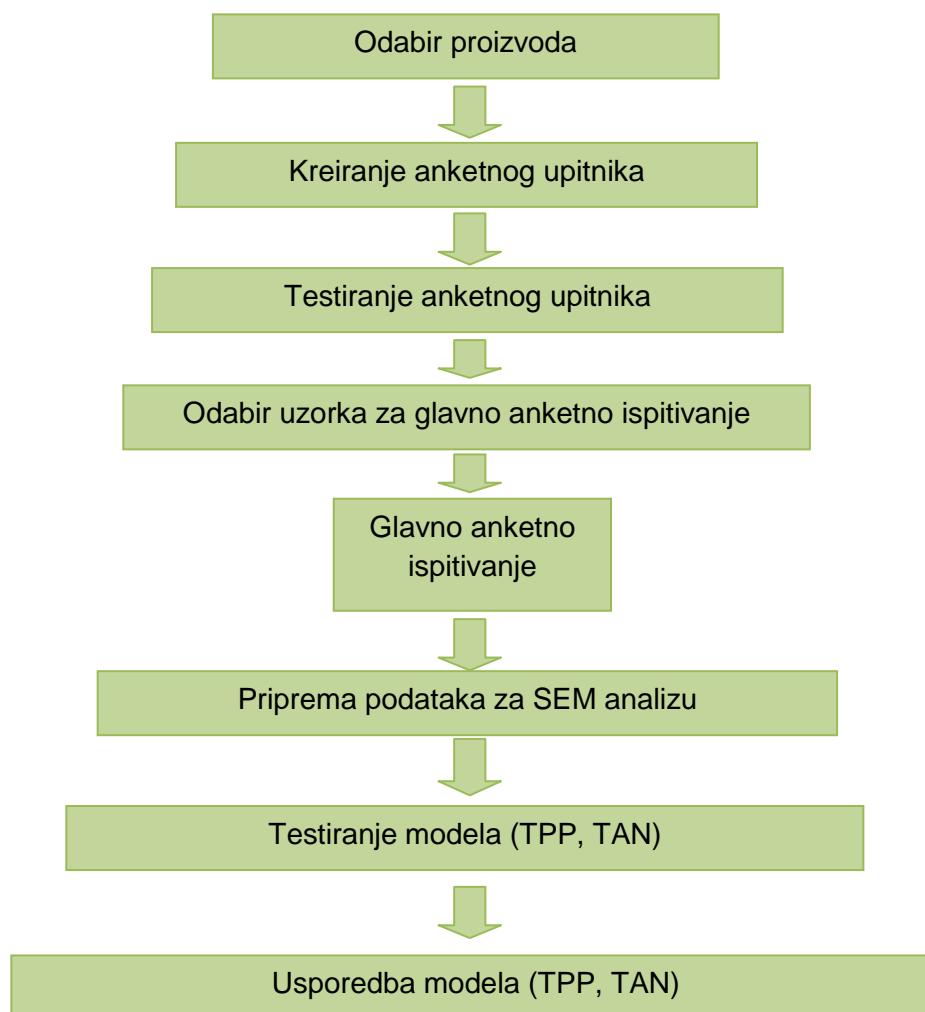 Odabir proizvoda
Kreiranje anketnog upitnika
Testiranje anketnog upitnika
Odabir uzorka za glavno anketno ispitivanje
Glavno anketno
ispitivanje
Priprema podataka za SEM analizu
Testiranje modela (TPP, TAN)
Usporedba modela (TPP, TAN)